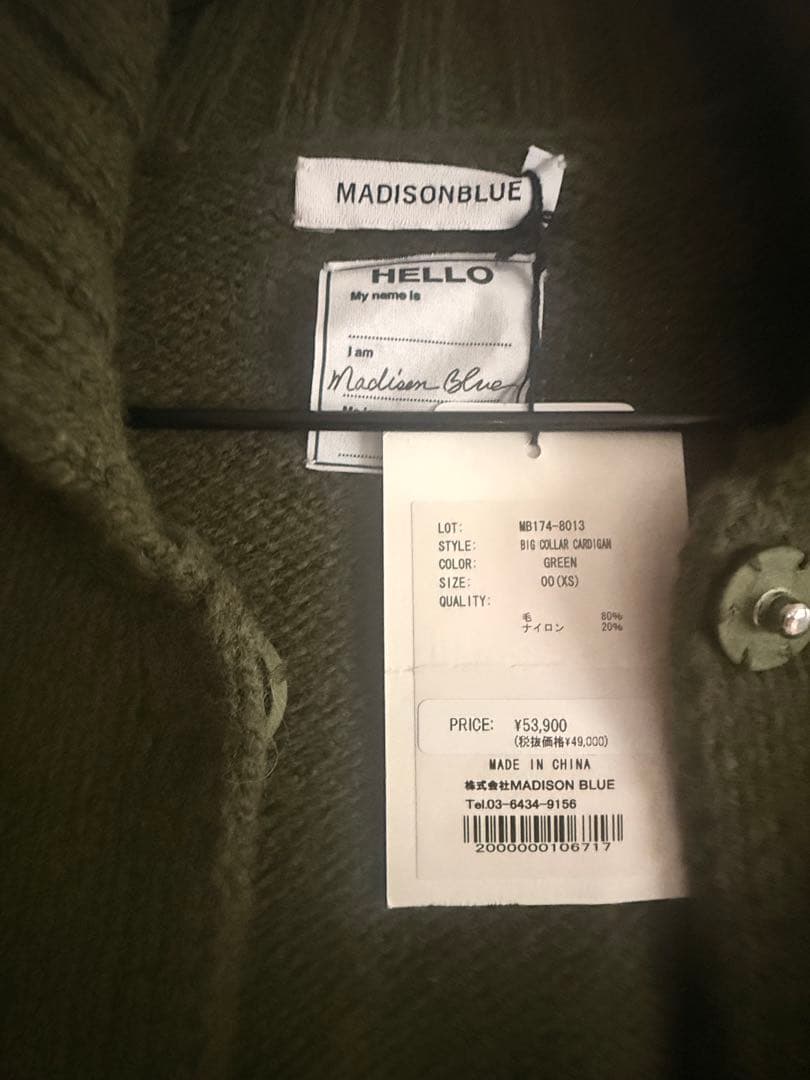 MADISONBLUE
HELLO
My name is
I am
Madisen Blue
LOT: MB174-8013
STYLE: BIG COLLAR CARDIGAN
COLOR: GREEN
SIZE: 00(XS)
QUALITY:
毛 80%
ナイロン 20%
PRICE: ¥53,900
(税抜価格¥49,000)
MADE IN CHINA
株式会社MADISON BLUE
Tel.03-6434-9156
2000000106717